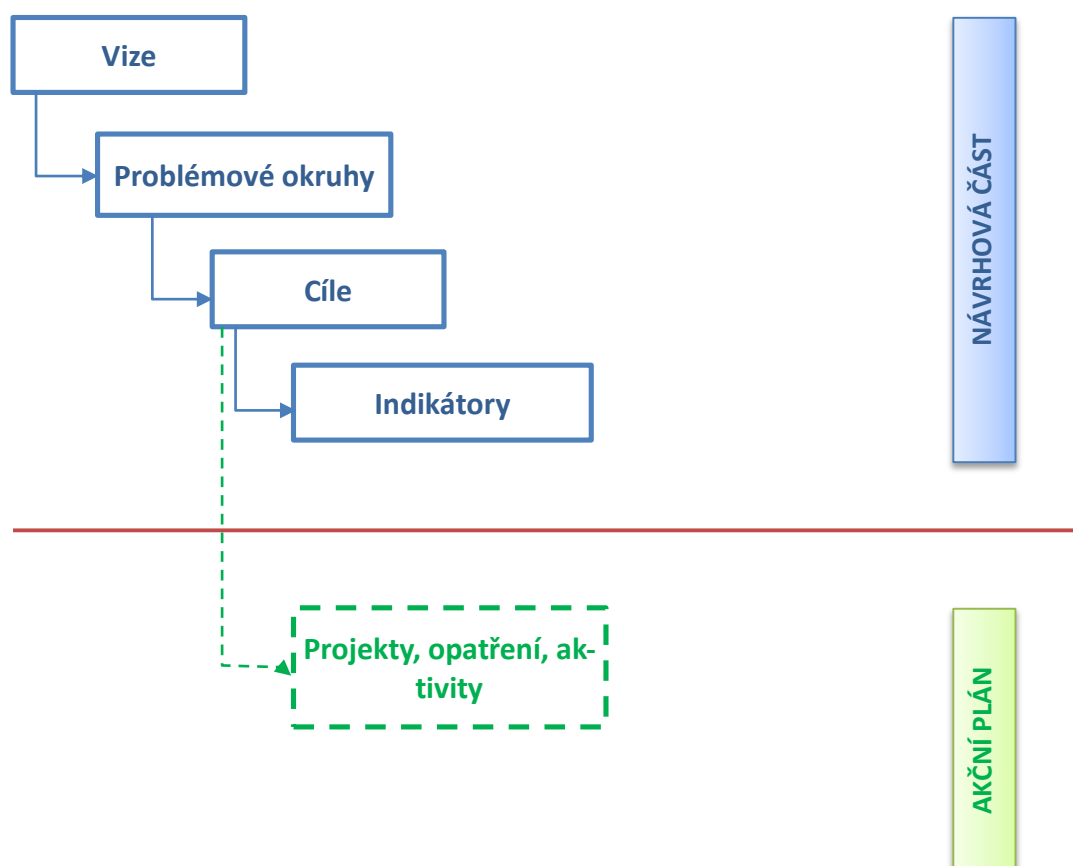 Vize
Problémové okruhy
Cíle
Indikátory
NÁVRHOVÁ ČÁST
Projekty, opatření, ak-
tivity
AKČNÍ PLÁN